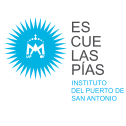 ES
CUE
LAS
PÍAS
INSTITUTO
DEL PUERTO DE
SAN ANTONIO